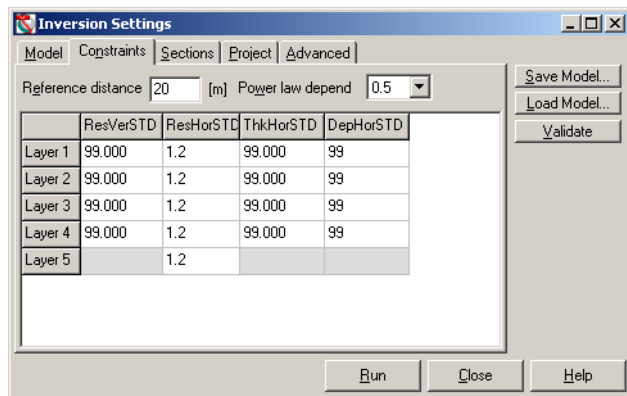 Inversion Settings
Model Constraints Sections Project Advanced
Reference distance 20 [m] Power law depend 0.5
Save Model...
Load Model...
Validate
ResVerSTD ResHorSTD ThkHorSTD DepHorSTD
Layer 1 99.000 1.2 99.000 99
Layer 2 99.000 1.2 99.000 99
Layer 3 99.000 1.2 99.000 99
Layer 4 99.000 1.2 99.000 99
Layer 5 1.2
Run Close Help